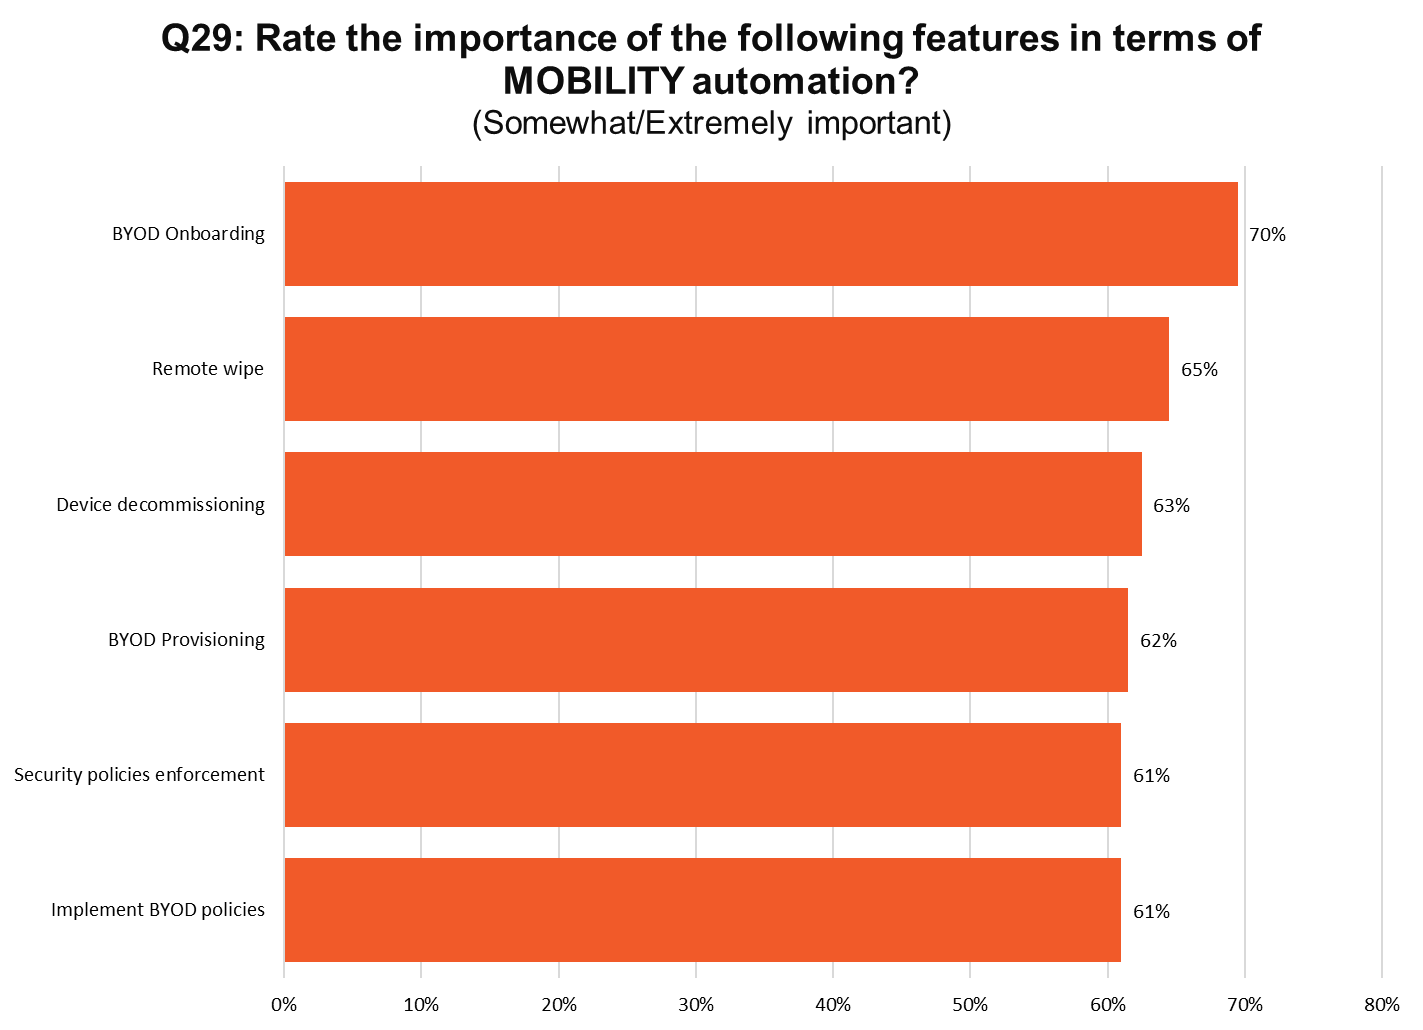 Q29: Rate the importance of the following features in terms of
MOBILITY automation?
(Somewhat/Extremely important)
BYOD Onboarding
70%
Remote wipe
65%
Device decommissioning
63%
BYOD Provisioning
62%
Security policies enforcement
61%
Implement BYOD policies
61%
0% 10% 20% 30% 40% 50% 60% 70% 80%